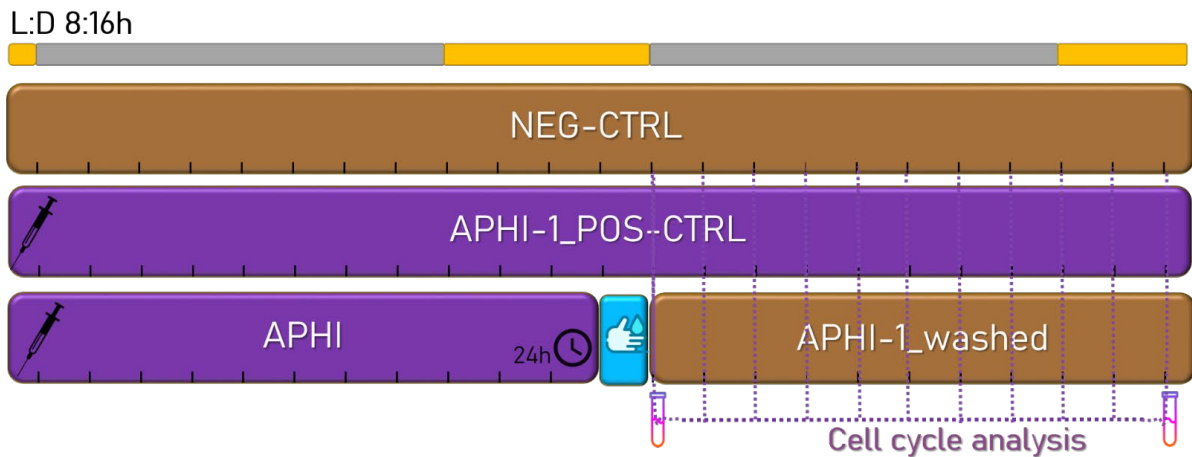 L:D 8:16h
NEG-CTRL
APHI-1_POS-CTRL
APHI
24h
APHI-1_washed
Cell cycle analysis